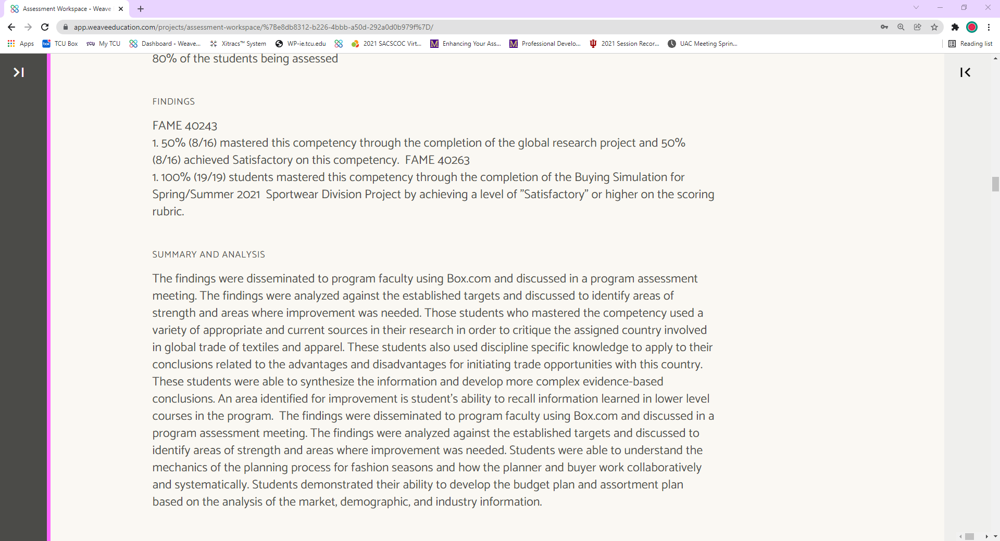 Assessment Workspace - Weave
app.weaveeducation.com/projects/assessment-workspace/%7Be8db8312-b226-4bbb-a50d-292a0d0b979f%7D/
Apps
box TCU Box
TCU My TCU
Dashboard - Weave...
Xitracs™ System
WP-ie.tcu.edu
2021 SACSCOC Virt...
M Enhancing Your Ass...
M Professional Develo...
2021 Session Recor...
UAC Meeting Sprin...
Reading list
80% of the students being assessed
FINDINGS
FAME 40243
1. 50% (8/16) mastered this competency through the completion of the global research project and 50%
(8/16) achieved Satisfactory on this competency.  FAME 40263
1. 100% (19/19) students mastered this competency through the completion of the Buying Simulation for
Spring/Summer 2021  Sportwear Division Project by achieving a level of ”Satisfactory” or higher on the scoring
rubric.
SUMMARY AND ANALYSIS
The findings were disseminated to program faculty using Box.com and discussed in a program assessment
meeting. The findings were analyzed against the established targets and discussed to identify areas of
strength and areas where improvement was needed. Those students who mastered the competency used a
variety of appropriate and current sources in their research in order to critique the assigned country involved
in global trade of textiles and apparel. These students also used discipline specific knowledge to apply to their
conclusions related to the advantages and disadvantages for initiating trade opportunities with this country.
These students were able to synthesize the information and develop more complex evidence-based
conclusions. An area identified for improvement is student’s ability to recall information learned in lower level
courses in the program.  The findings were disseminated to program faculty using Box.com and discussed in a
program assessment meeting. The findings were analyzed against the established targets and discussed to
identify areas of strength and areas where improvement was needed. Students were able to understand the
mechanics of the planning process for fashion seasons and how the planner and buyer work collaboratively
and systematically. Students demonstrated their ability to develop the budget plan and assortment plan
based on the analysis of the market, demographic, and industry information.